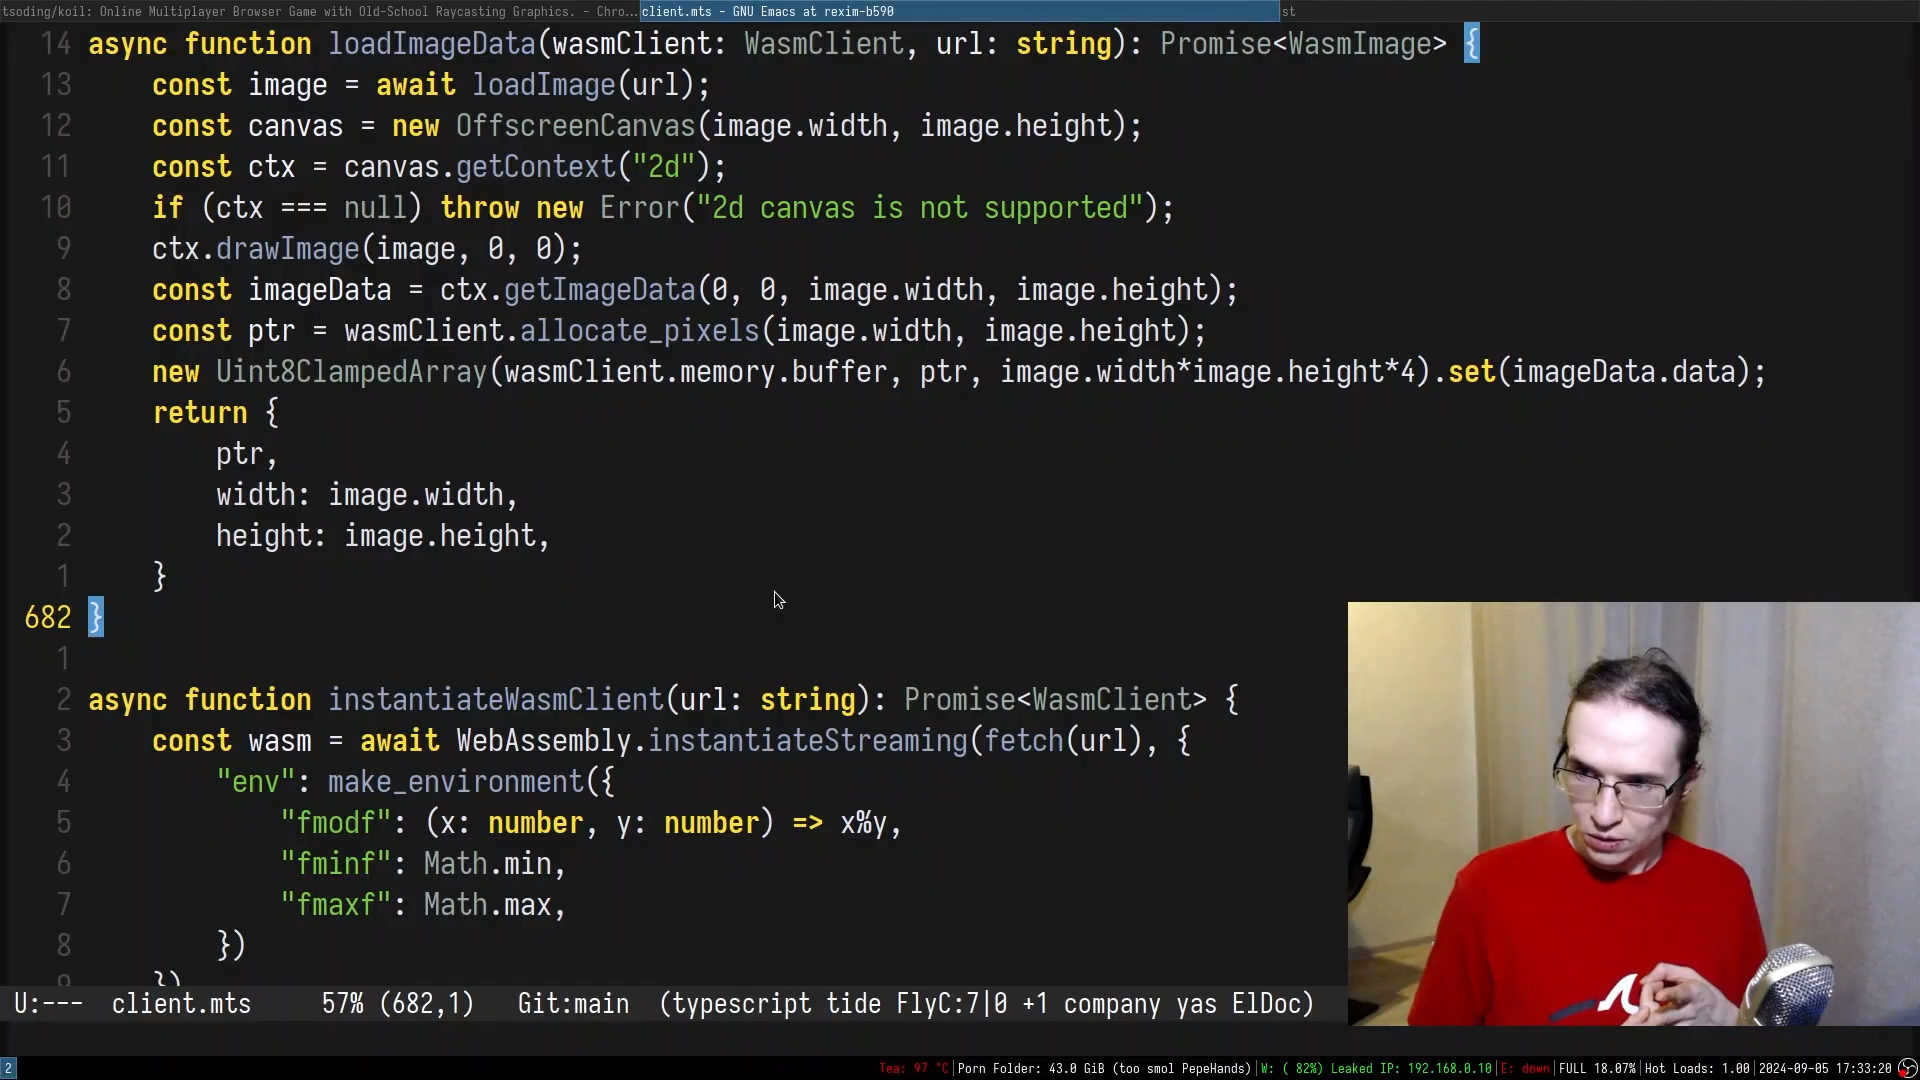 tsoding/koil: Online Multiplayer Browser Game with Old-School Raycasting Graphics. - Chro...
client.mts - GNU Emacs at rexim-b590
st
14 async function loadImageData(wasmClient: WasmClient, url: string): Promise<WasmImage> {
13     const image = await loadImage(url);
12     const canvas = new OffscreenCanvas(image.width, image.height);
11     const ctx = canvas.getContext("2d");
10     if (ctx === null) throw new Error("2d canvas is not supported");
9     ctx.drawImage(image, 0, 0);
8     const imageData = ctx.getImageData(0, 0, image.width, image.height);
7     const ptr = wasmClient.allocate_pixels(image.width, image.height);
6     new Uint8ClampedArray(wasmClient.memory.buffer, ptr, image.width*image.height*4).set(imageData.data);
5     return {
4         ptr,
3         width: image.width,
2         height: image.height,
1     }
682 }
1
2 async function instantiateWasmClient(url: string): Promise<WasmClient> {
3     const wasm = await WebAssembly.instantiateStreaming(fetch(url), {
4         "env": make_environment({
5             "fmodf": (x: number, y: number) => x%y,
6             "fminf": Math.min,
7             "fmaxf": Math.max,
8         })
9     })
U:---  client.mts     57% (682,1)   Git:main  (typescript tide FlyC:7|0 +1 company yas ElDoc)
2
Tea: 97 °C|Porn Folder: 43.0 GiB (too smol PepeHands)|W: ( 82%) Leaked IP: 192.168.0.10|E: down|FULL 18.07%|Hot Loads: 1.00|2024-09-05 17:33:20